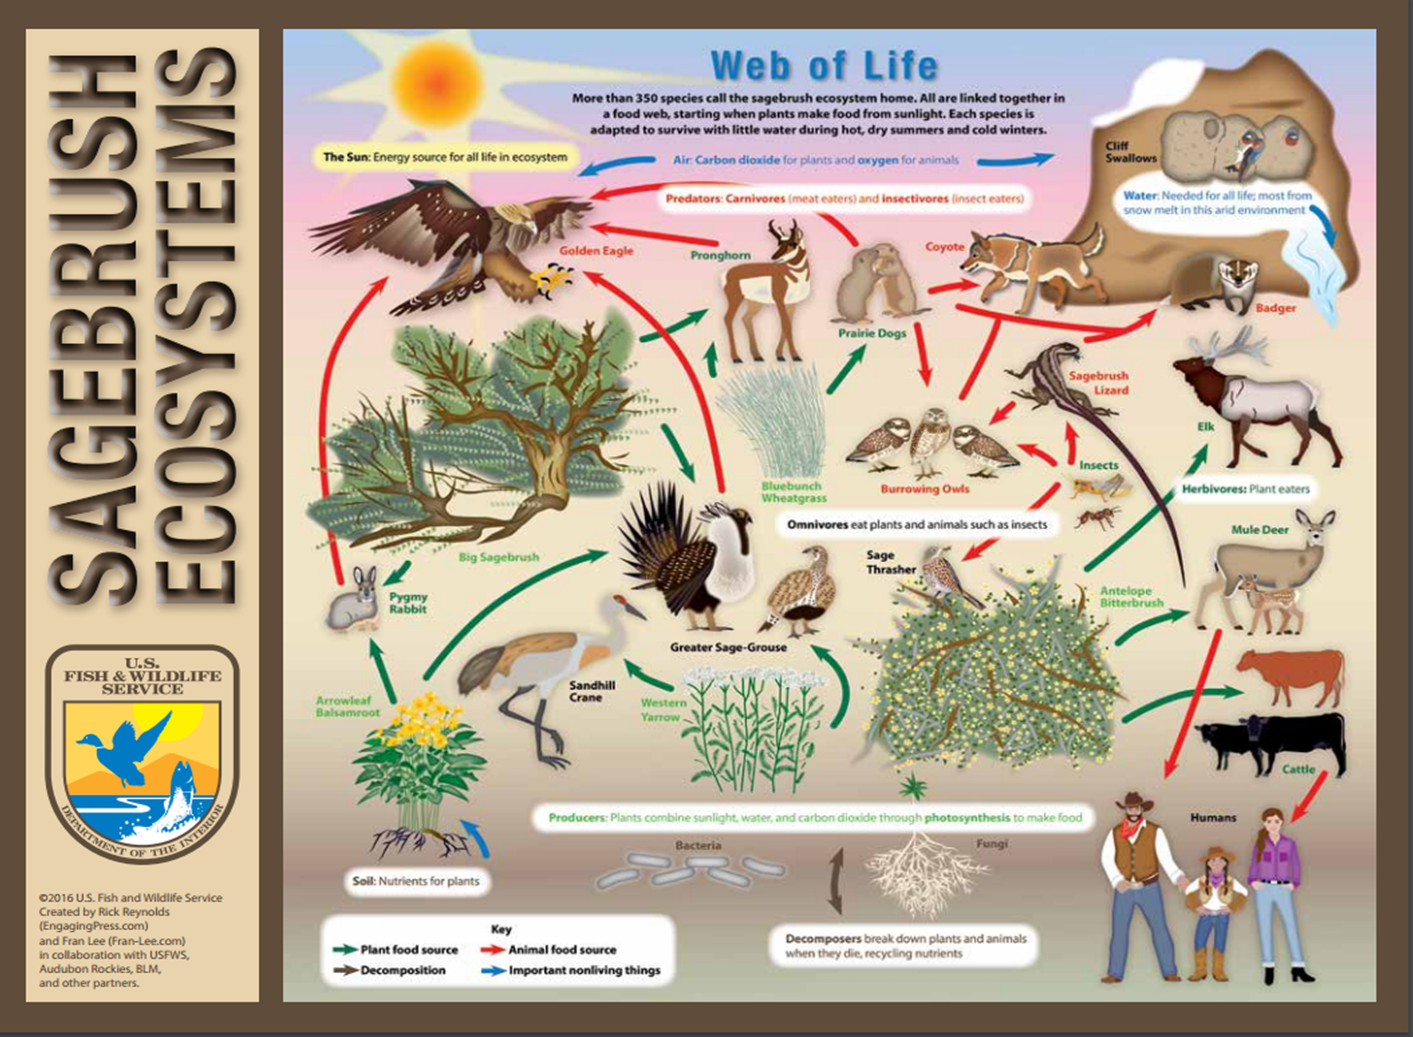 SAGEBRUSH
ECOSYSTEMS
U.S.
FISH & WILDLIFE
SERVICE
DEPARTMENT OF THE INTERIOR
©2016 U.S. Fish and Wildlife Service
Created by Rick Reynolds
(EngagingPress.com)
and Fran Lee (Fran-Lee.com)
in collaboration with USFWS,
Audubon Rockies, BLM,
and other partners.
Web of Life
More than 350 species call the sagebrush ecosystem home. All are linked together in
a food web, starting when plants make food from sunlight. Each species is
adapted to survive with little water during hot, dry summers and cold winters.
The Sun: Energy source for all life in ecosystem
Air: Carbon dioxide for plants and oxygen for animals
Cliff
Swallows
Water: Needed for all life; most from
snow melt in this arid environment
Predators: Carnivores (meat eaters) and insectivores (insect eaters)
Golden Eagle
Pronghorn
Coyote
Badger
Prairie Dogs
Sagebrush
Lizard
Elk
Insects
Bluebunch
Wheatgrass
Burrowing Owls
Herbivores: Plant eaters
Omnivores eat plants and animals such as insects
Mule Deer
Big Sagebrush
Sage
Thrasher
Pygmy
Rabbit
Antelope
Bitterbrush
Greater Sage-Grouse
Sandhill
Crane
Arrowleaf
Balsamroot
Western
Yarrow
Cattle
Producers: Plants combine sunlight, water, and carbon dioxide through photosynthesis to make food
Humans
Bacteria
Fungi
Soil: Nutrients for plants
Key
Plant food source
Animal food source
Decomposition
Important nonliving things
Decomposers break down plants and animals
when they die, recycling nutrients